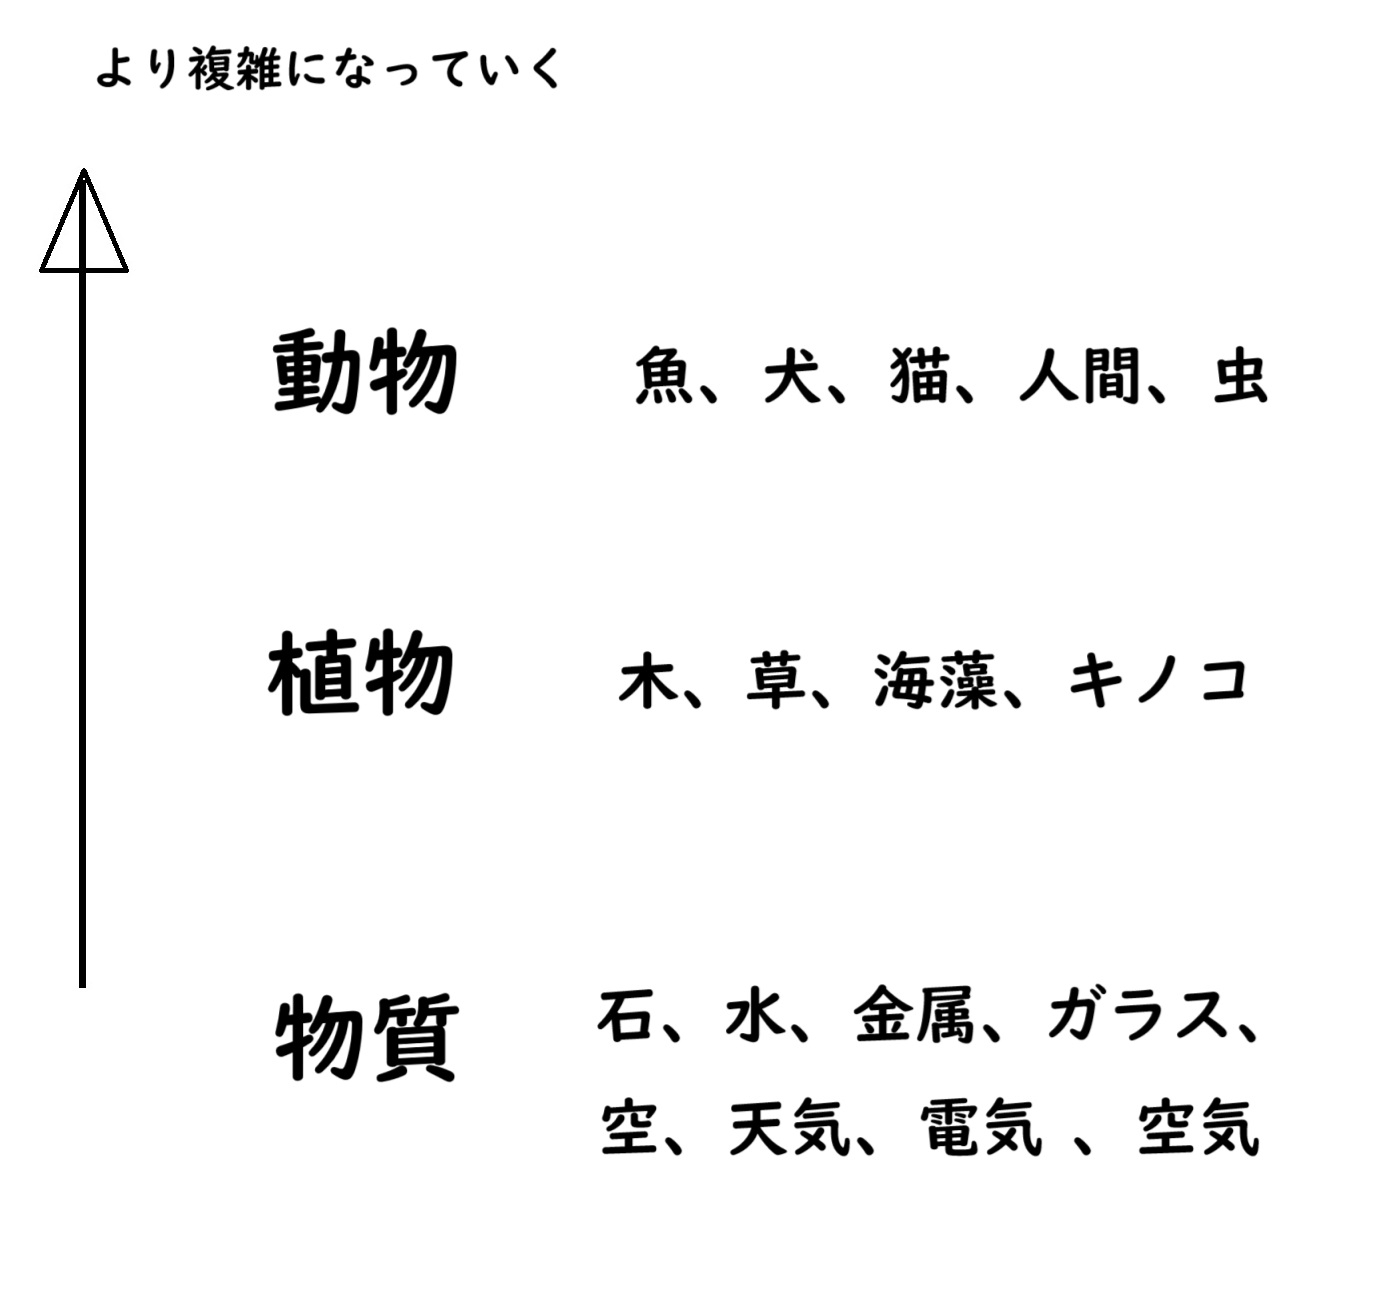 より複雑になっていく
動物 魚、犬、猫、人間、虫
植物 木、草、海藻、キノコ
物質 石、水、金属、ガラス、
空、天気、電気 、空気